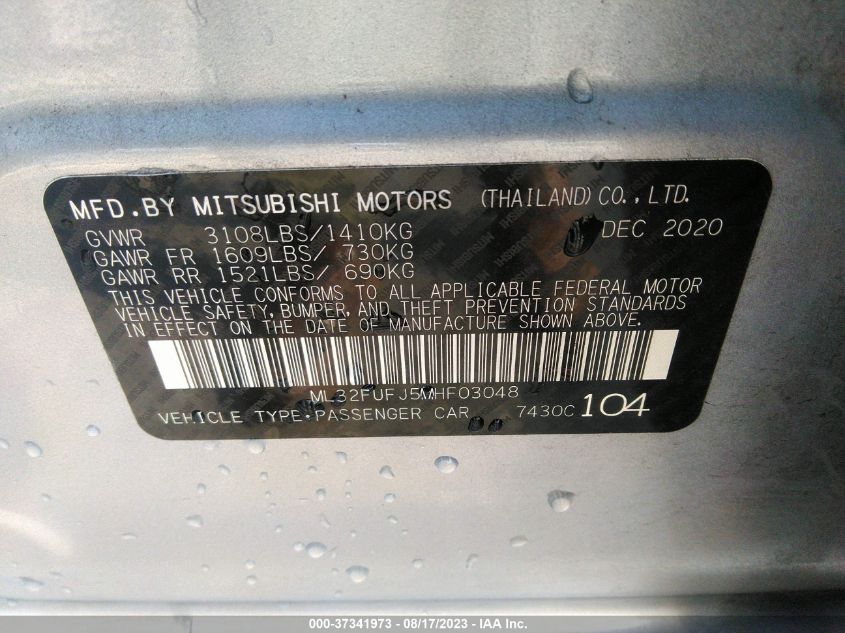 MFD.BY MITSUBISHI MOTORS (THAILAND) CO., LTD.
GVWR 3108LBS/1410KG DEC 2020
GAWR FR 1609LBS/ 730KG
GAWR RR 1521LBS/ 690KG
THIS VEHICLE CONFORMS TO ALL APPLICABLE FEDERAL MOTOR
VEHICLE SAFETY, BUMPER, AND THEFT PREVENTION STANDARDS
IN EFFECT ON THE DATE OF MANUFACTURE SHOWN ABOVE.
ML32FUFJ5MHF03048
VEHICLE TYPE:PASSENGER CAR 7430C 104
000-37341973 - 08/17/2023 - IAA Inc.